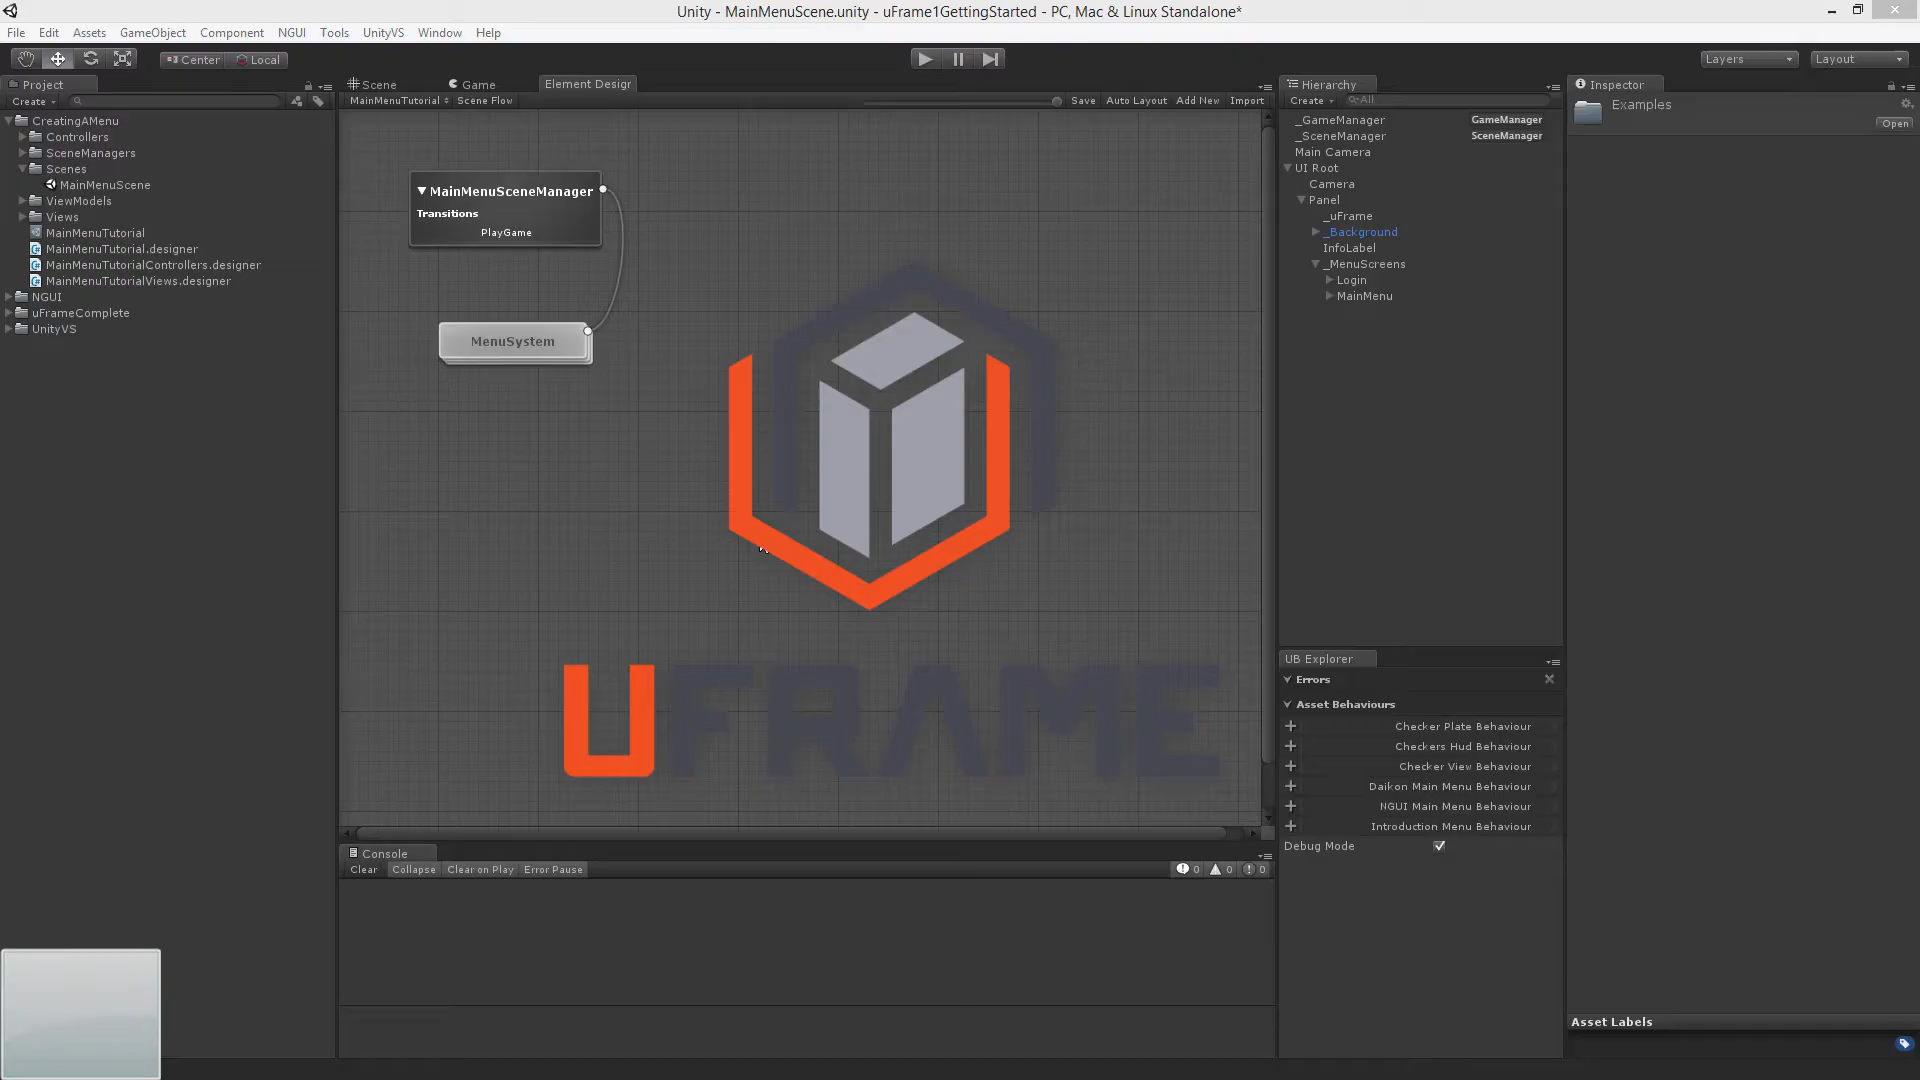 Unity - MainMenuScene.unity - uFrame1GettingStarted - PC, Mac & Linux Standalone*
File Edit Assets GameObject Component NGUI Tools UnityVS Window Help
Center Local
Layers Layout
Project
Create
CreatingAMenu
Controllers
SceneManagers
Scenes
MainMenuScene
ViewModels
Views
MainMenuTutorial
MainMenuTutorial.designer
MainMenuTutorialControllers.designer
MainMenuTutorialViews.designer
NGUI
uFrameComplete
UnityVS
Scene Game Element Desigr
MainMenuTutorial Scene Flow Save Auto Layout Add New Import
MainMenuSceneManager
Transitions
PlayGame
MenuSystem
UFRAME
Console
Clear Collapse Clear on Play Error Pause 0 0 0
Hierarchy
Create All
_GameManager GameManager
_SceneManager SceneManager
Main Camera
UI Root
Camera
Panel
_uFrame
_Background
InfoLabel
_MenuScreens
Login
MainMenu
UB Explorer
Errors
Asset Behaviours
Checker Plate Behaviour
Checkers Hud Behaviour
Checker View Behaviour
Daikon Main Menu Behaviour
NGUI Main Menu Behaviour
Introduction Menu Behaviour
Debug Mode
Inspector
Examples
Open
Asset Labels